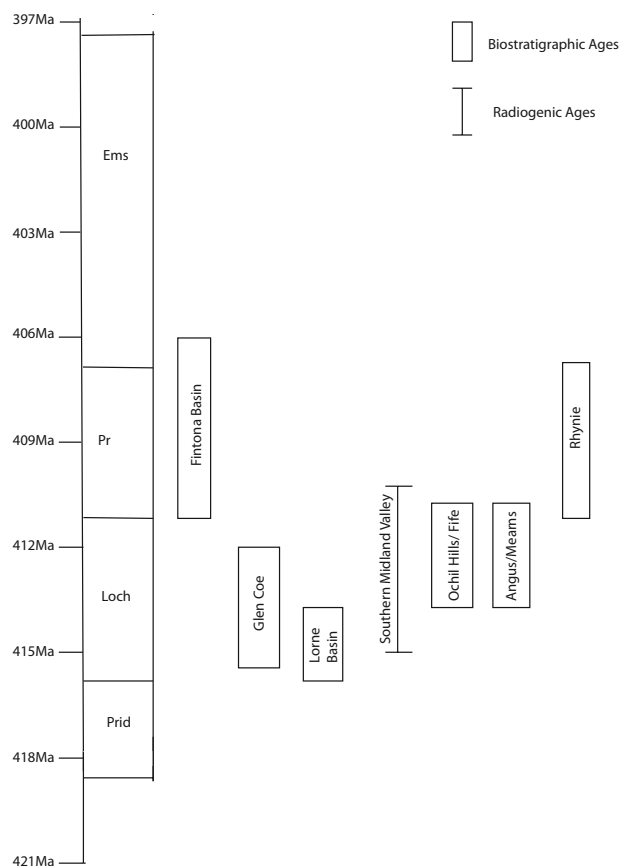 397Ma
Biostratigraphic Ages
Radiogenic Ages
400Ma
Ems
403Ma
406Ma
Fintona Basin
Rhynie
409Ma
Pr
412Ma
Southern Midland Valley
Ochil Hills/ Fife
Angus/Mearns
Loch
Glen Coe
Lorne
Basin
415Ma
Prid
418Ma
421Ma